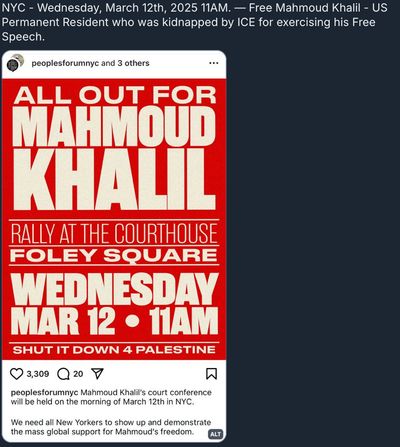 NYC - Wednesday, March 12th, 2025 11AM. — Free Mahmoud Khalil - US
Permanent Resident who was kidnapped by ICE for exercising his Free
Speech.
peoplesforumnyc and 3 others
ALL OUT FOR
MAHMOUD
KHALIL
RALLY AT THE COURTHOUSE
FOLEY SQUARE
WEDNESDAY
MAR 12 • 11AM
SHUT IT DOWN 4 PALESTINE
3,309 20
peoplesforumnyc Mahmoud Khalil's court conference
will be held on the morning of March 12th in NYC.
We need all New Yorkers to show up and demonstrate
the mass global support for Mahmoud's freedom.
ALT